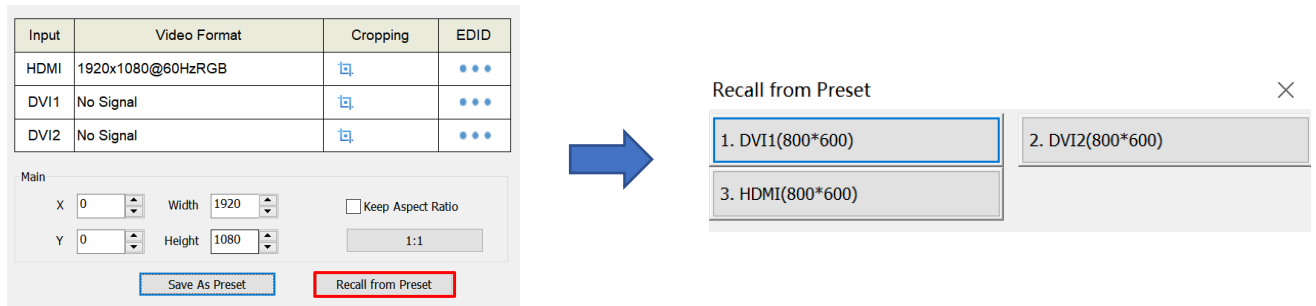 Input Video Format Cropping EDID
HDMI 1920x1080@60HzRGB
DVI1 No Signal
DVI2 No Signal
Main
X 0 Width 1920 Keep Aspect Ratio
Y 0 Height 1080 1:1
Save As Preset Recall from Preset
Recall from Preset
1. DVI1(800*600) 2. DVI2(800*600)
3. HDMI(800*600)